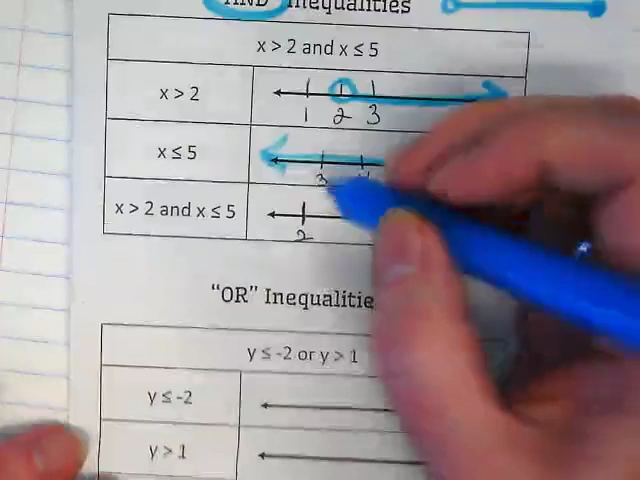 "AND" Inequalities
x > 2 and x ≤ 5
x > 2
1 2 3
x ≤ 5
3 4
x > 2 and x ≤ 5
2
"OR" Inequalitie
y ≤ -2 or y > 1
y ≤ -2
y > 1